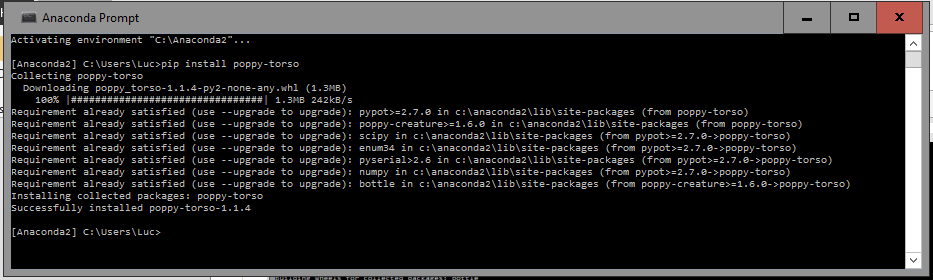 Anaconda Prompt
Activating environment "C:\Anaconda2"...
[Anaconda2] C:\Users\Luc>pip install poppy-torso
Collecting poppy-torso
  Downloading poppy_torso-1.1.4-py2-none-any.whl (1.3MB)
    100% |################################| 1.3MB 242kB/s
Requirement already satisfied (use --upgrade to upgrade): pypot>=2.7.0 in c:\anaconda2\lib\site-packages (from poppy-torso)
Requirement already satisfied (use --upgrade to upgrade): poppy-creature>=1.6.0 in c:\anaconda2\lib\site-packages (from poppy-torso)
Requirement already satisfied (use --upgrade to upgrade): scipy in c:\anaconda2\lib\site-packages (from pypot>=2.7.0->poppy-torso)
Requirement already satisfied (use --upgrade to upgrade): enum34 in c:\anaconda2\lib\site-packages (from pypot>=2.7.0->poppy-torso)
Requirement already satisfied (use --upgrade to upgrade): pyserial>2.6 in c:\anaconda2\lib\site-packages (from pypot>=2.7.0->poppy-torso)
Requirement already satisfied (use --upgrade to upgrade): numpy in c:\anaconda2\lib\site-packages (from pypot>=2.7.0->poppy-torso)
Requirement already satisfied (use --upgrade to upgrade): bottle in c:\anaconda2\lib\site-packages (from poppy-creature>=1.6.0->poppy-torso)
Installing collected packages: poppy-torso
Successfully installed poppy-torso-1.1.4
[Anaconda2] C:\Users\Luc>